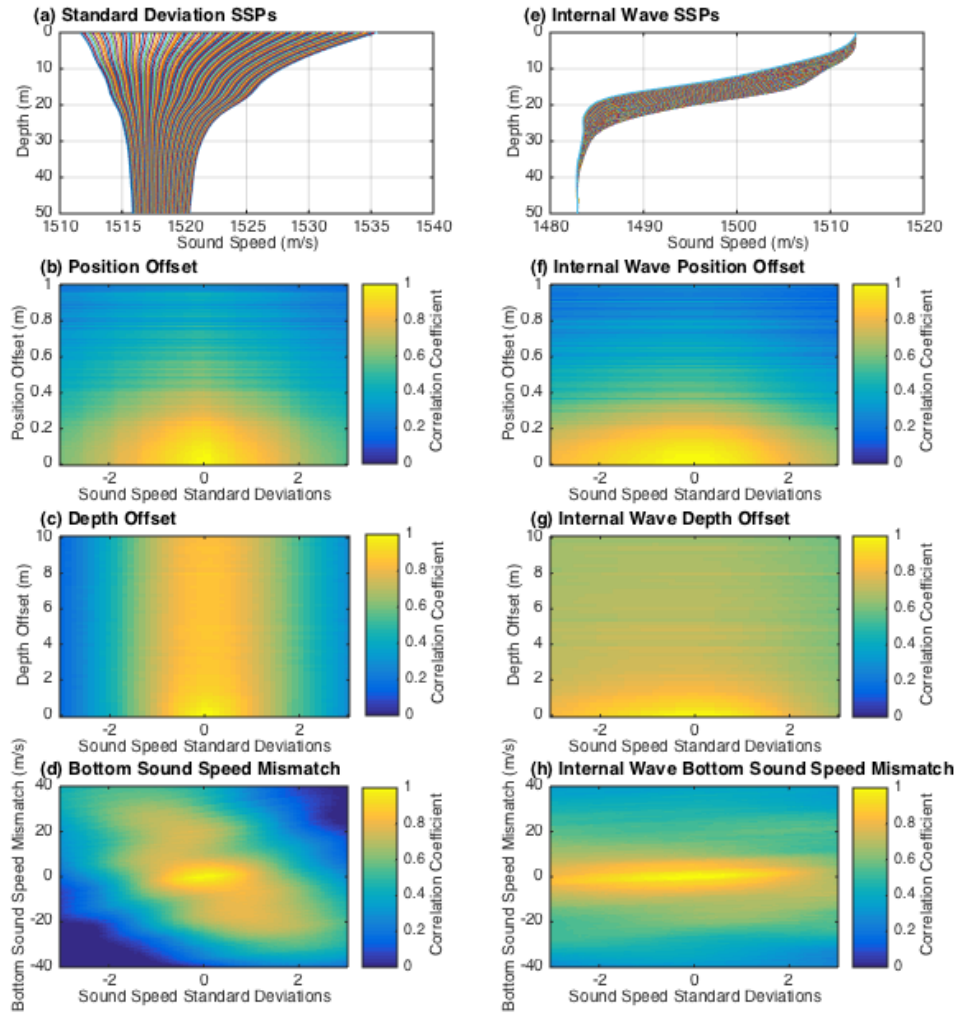 (a) Standard Deviation SSPs
0
10
20
30
40
50
Depth (m)
1510 1515 1520 1525 1530 1535 1540
Sound Speed (m/s)
(e) Internal Wave SSPs
0
10
20
30
40
50
Depth (m)
1480 1490 1500 1510 1520
Sound Speed (m/s)
(b) Position Offset
1
0.8
0.6
0.4
0.2
0
Position Offset (m)
-2 0 2
Sound Speed Standard Deviations
1
0.8
0.6
0.4
0.2
0
Correlation Coefficient
(f) Internal Wave Position Offset
1
0.8
0.6
0.4
0.2
0
Position Offset (m)
-2 0 2
Sound Speed Standard Deviations
1
0.8
0.6
0.4
0.2
0
Correlation Coefficient
(c) Depth Offset
10
8
6
4
2
0
Depth Offset (m)
-2 0 2
Sound Speed Standard Deviations
1
0.8
0.6
0.4
0.2
0
Correlation Coefficient
(g) Internal Wave Depth Offset
10
8
6
4
2
0
Depth Offset (m)
-2 0 2
Sound Speed Standard Deviations
1
0.8
0.6
0.4
0.2
0
Correlation Coefficient
(d) Bottom Sound Speed Mismatch
40
20
0
-20
-40
Bottom Sound Speed Mismatch (m/s)
-2 0 2
Sound Speed Standard Deviations
1
0.8
0.6
0.4
0.2
0
Correlation Coefficient
(h) Internal Wave Bottom Sound Speed Mismatch
40
20
0
-20
-40
Bottom Sound Speed Mismatch (m/s)
-2 0 2
Sound Speed Standard Deviations
1
0.8
0.6
0.4
0.2
0
Correlation Coefficient